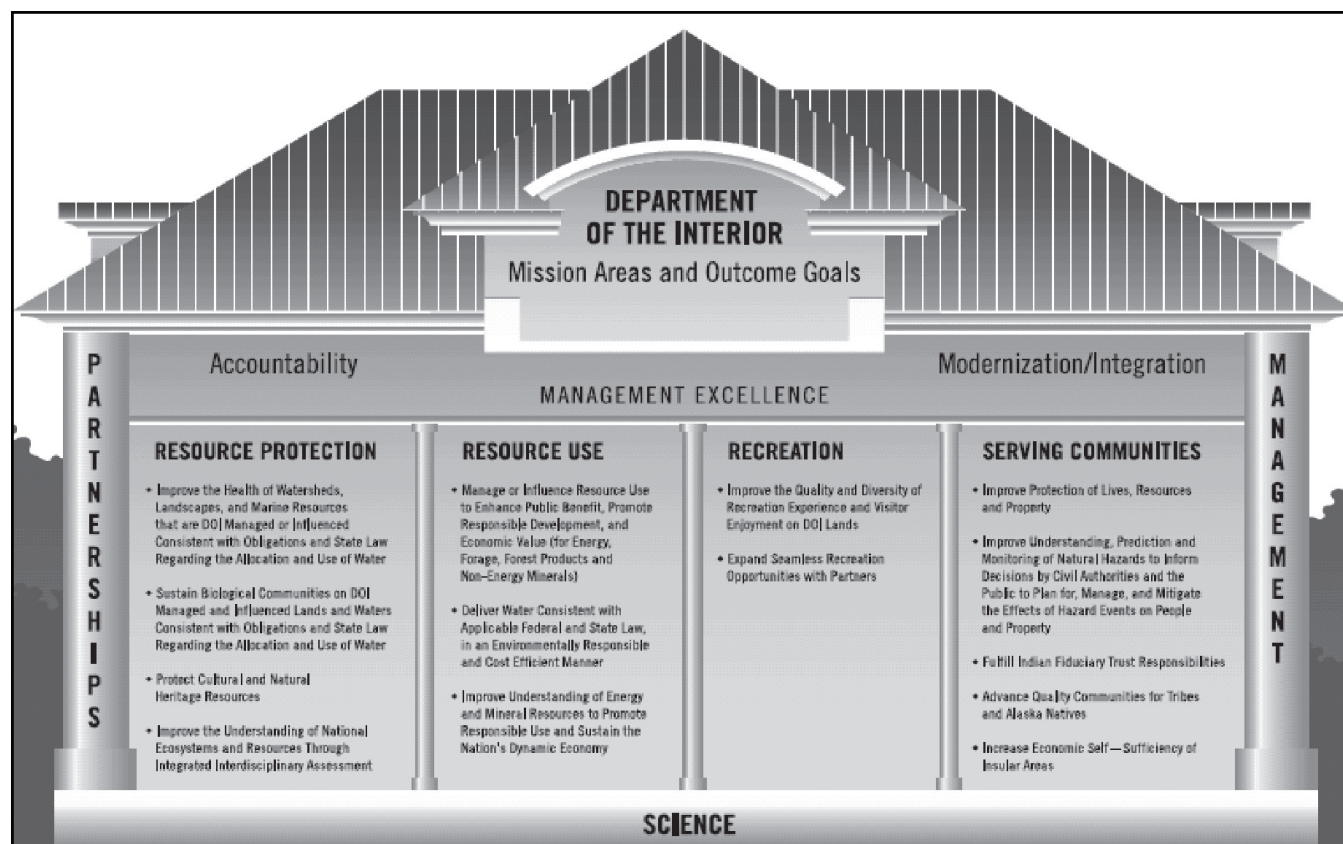 DEPARTMENT
OF THE INTERIOR
Mission Areas and Outcome Goals
PARTNERSHIPS
Accountability
Modernization/Integration
MANAGEMENT EXCELLENCE
MANAGEMENT
RESOURCE PROTECTION
• Improve the Health of Watersheds,
Landscapes, and Marine Resources
that are DOI Managed or Influenced
Consistent with Obligations and State Law
Regarding the Allocation and Use of Water
• Sustain Biological Communities on DOI
Managed and Influenced Lands and Waters
Consistent with Obligations and State Law
Regarding the Allocation and Use of Water
• Protect Cultural and Natural
Heritage Resources
• Improve the Understanding of National
Ecosystems and Resources Through
Integrated Interdisciplinary Assessment
RESOURCE USE
• Manage or Influence Resource Use
to Enhance Public Benefit, Promote
Responsible Development, and
Economic Value (for Energy,
Forage, Forest Products and
Non–Energy Minerals)
• Deliver Water Consistent with
Applicable Federal and State Law,
in an Environmentally Responsible
and Cost Efficient Manner
• Improve Understanding of Energy
and Mineral Resources to Promote
Responsible Use and Sustain the
Nation's Dynamic Economy
RECREATION
• Improve the Quality and Diversity of
Recreation Experience and Visitor
Enjoyment on DOI Lands
• Expand Seamless Recreation
Opportunities with Partners
SERVING COMMUNITIES
• Improve Protection of Lives, Resources
and Property
• Improve Understanding, Prediction and
Monitoring of Natural Hazards to Inform
Decisions by Civil Authorities and the
Public to Plan for, Manage, and Mitigate
the Effects of Hazard Events on People
and Property
• Fulfill Indian Fiduciary Trust Responsibilities
• Advance Quality Communities for Tribes
and Alaska Natives
• Increase Economic Self—Sufficiency of
Insular Areas
SCIENCE